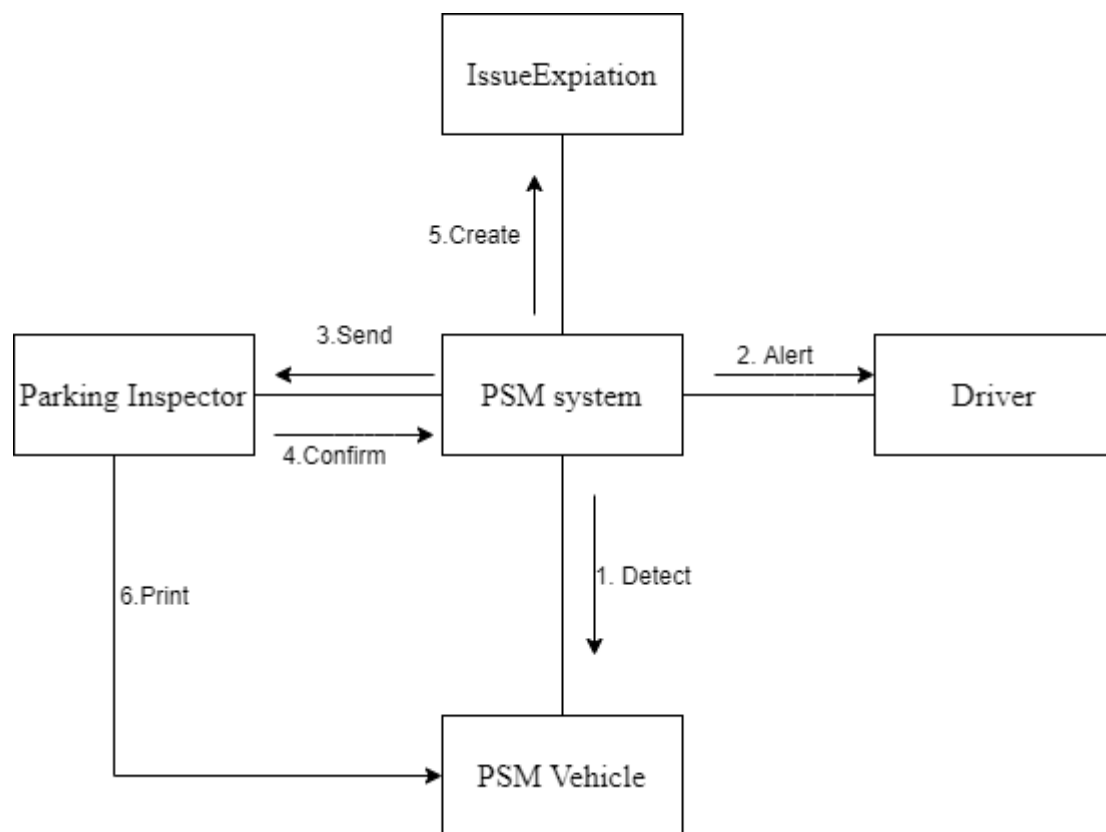 IssueExpiation
5.Create
3.Send
2. Alert
Parking Inspector
PSM system
Driver
4.Confirm
1. Detect
6.Print
PSM Vehicle